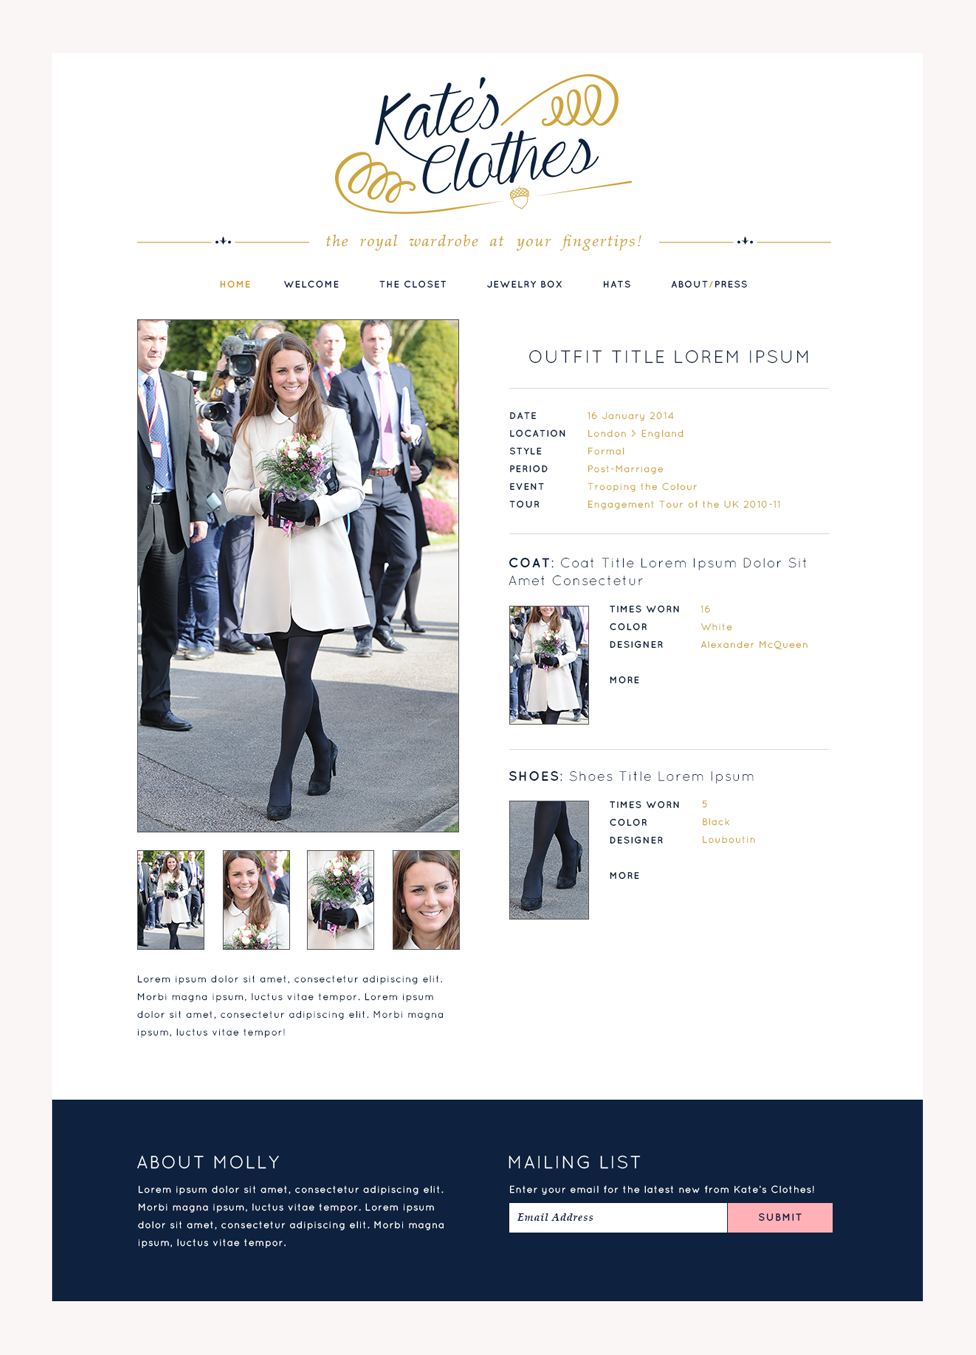 Kate's
Clothes
the royal wardrobe at your fingertips!
HOME WELCOME THE CLOSET JEWELRY BOX HATS ABOUT/PRESS
OUTFIT TITLE LOREM IPSUM
DATE 16 January 2014
LOCATION London > England
STYLE Formal
PERIOD Post-Marriage
EVENT Trooping the Colour
TOUR Engagement Tour of the UK 2010-11
COAT: Coat Title Lorem Ipsum Dolor Sit
Amet Consectetur
TIMES WORN 16
COLOR White
DESIGNER Alexander McQueen
MORE
SHOES: Shoes Title Lorem Ipsum
TIMES WORN 5
COLOR Black
DESIGNER Louboutin
MORE
Lorem ipsum dolor sit amet, consectetur adipiscing elit.
Morbi magna ipsum, luctus vitae tempor. Lorem ipsum
dolor sit amet, consectetur adipiscing elit. Morbi magna
ipsum, luctus vitae tempor!
ABOUT MOLLY
Lorem ipsum dolor sit amet, consectetur adipiscing elit.
Morbi magna ipsum, luctus vitae tempor. Lorem ipsum
dolor sit amet, consectetur adipiscing elit. Morbi magna
ipsum, luctus vitae tempor.
MAILING LIST
Enter your email for the latest new from Kate's Clothes!
Email Address SUBMIT